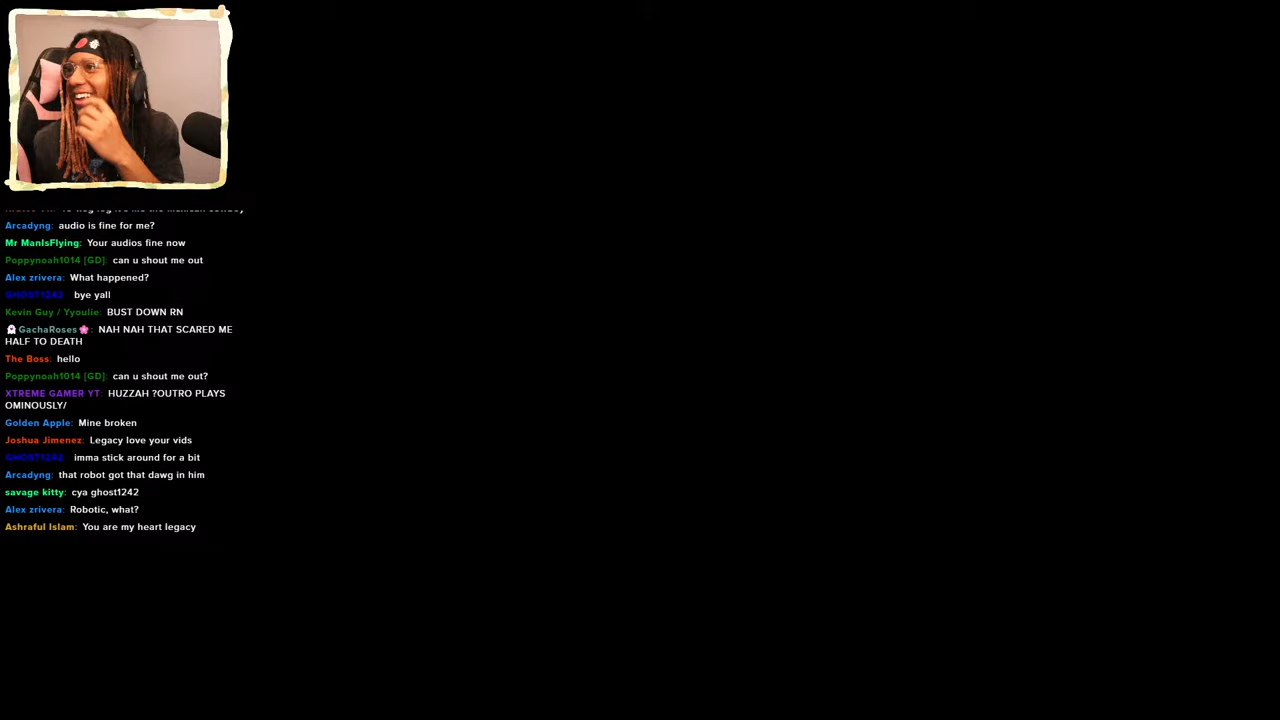 Arcadyng: audio is fine for me?
Mr ManIsFlying: Your audios fine now
Poppynoah1014 [GD]: can u shout me out
Alex zrivera: What happened?
GHOST1242 bye yall
Kevin Guy / Yyoulie: BUST DOWN RN
👻GachaRoses🌸: NAH NAH THAT SCARED ME
HALF TO DEATH
The Boss: hello
Poppynoah1014 [GD]: can u shout me out?
XTREME GAMER YT: HUZZAH ?OUTRO PLAYS
OMINOUSLY/
Golden Apple: Mine broken
Joshua Jimenez: Legacy love your vids
GHOST1242 imma stick around for a bit
Arcadyng: that robot got that dawg in him
savage kitty: cya ghost1242
Alex zrivera: Robotic, what?
Ashraful Islam: You are my heart legacy